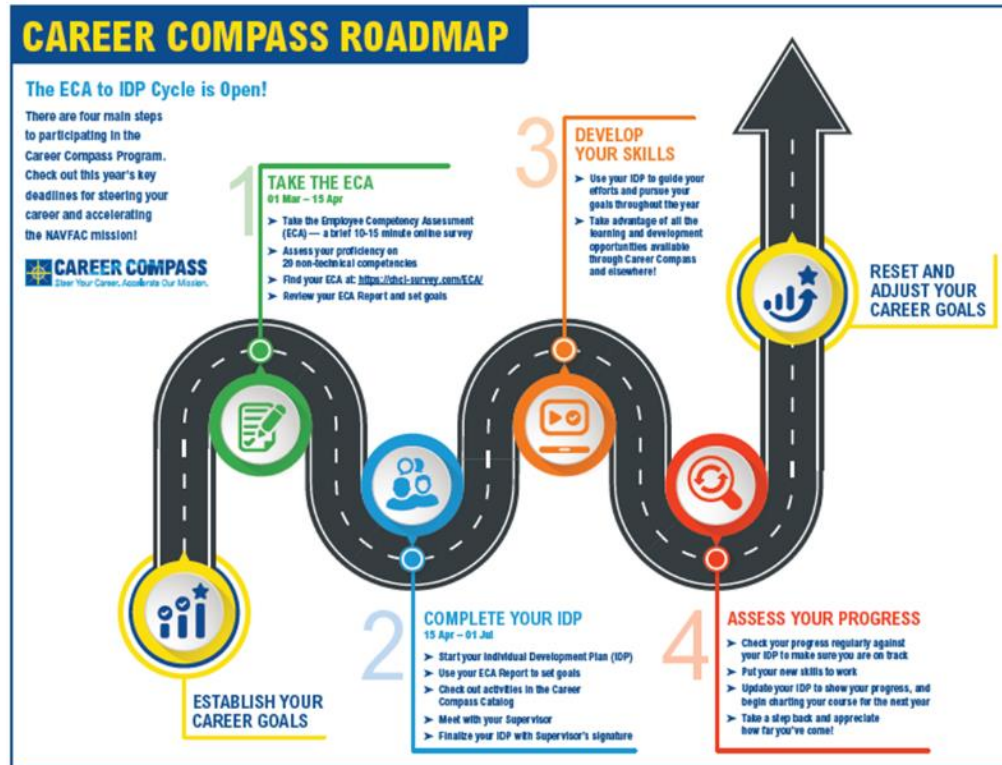 CAREER COMPASS ROADMAP
The ECA to IDP Cycle is Open!
There are four main steps
to participating in the
Career Compass Program.
Check out this year's key
deadlines for steering your
career and accelerating
the NAVFAC mission!
CAREER COMPASS
Steer Your Career, Accelerate Our Mission.
1
TAKE THE ECA
01 Mar – 15 Apr
➤ Take the Employee Competency Assessment
(ECA) — a brief 10-15 minute online survey
➤ Assess your proficiency on
20 non-technical competencies
➤ Find your ECA at: https://dhci-survey.com/ECA/
➤ Review your ECA Report and set goals
3
DEVELOP
YOUR SKILLS
➤ Use your IDP to guide your
efforts and pursue your
goals throughout the year
➤ Take advantage of all the
learning and development
opportunities available
through Career Compass
and elsewhere!
RESET AND
ADJUST YOUR
CAREER GOALS
ESTABLISH YOUR
CAREER GOALS
2
COMPLETE YOUR IDP
15 Apr – 01 Jul
➤ Start your Individual Development Plan (IDP)
➤ Use your ECA Report to set goals
➤ Check out activities in the Career
Compass Catalog
➤ Meet with your Supervisor
➤ Finalize your IDP with Supervisor's signature
4
ASSESS YOUR PROGRESS
➤ Check your progress regularly against
your IDP to make sure you are on track
➤ Put your new skills to work
➤ Update your IDP to show your progress, and
begin charting your course for the next year
➤ Take a step back and appreciate
how far you've come!